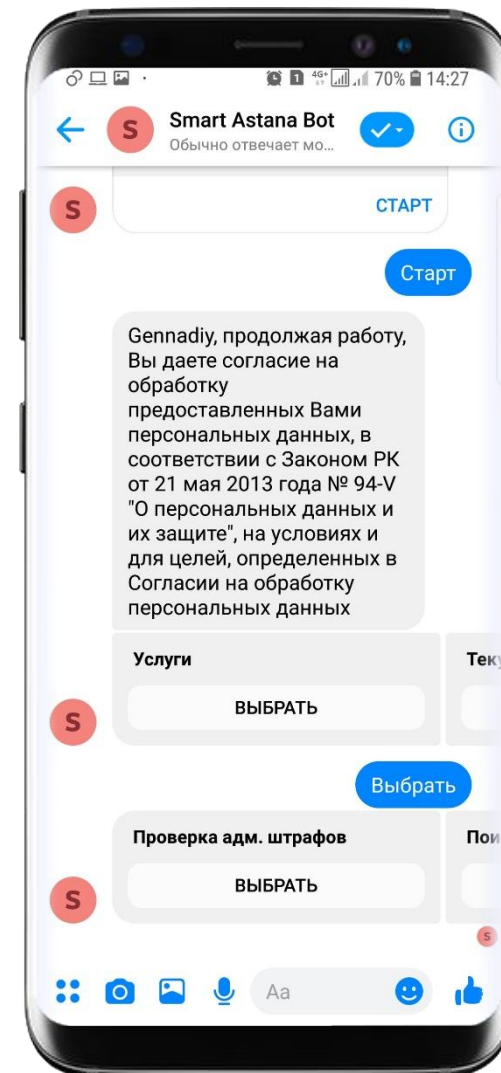 4G+ 70% 14:27
S Smart Astana Bot
Обычно отвечает мо...
S
СТАРТ
Старт
Gennadiy, продолжая работу,
Вы даете согласие на
обработку
предоставленных Вами
персональных данных, в
соответствии с Законом РК
от 21 мая 2013 года № 94-V
"О персональных данных и
их защите", на условиях и
для целей, определенных в
Согласии на обработку
персональных данных
Услуги
Теку
ВЫБРАТЬ
S
Выбрать
Проверка адм. штрафов
Пои
ВЫБРАТЬ
S
S
Aa